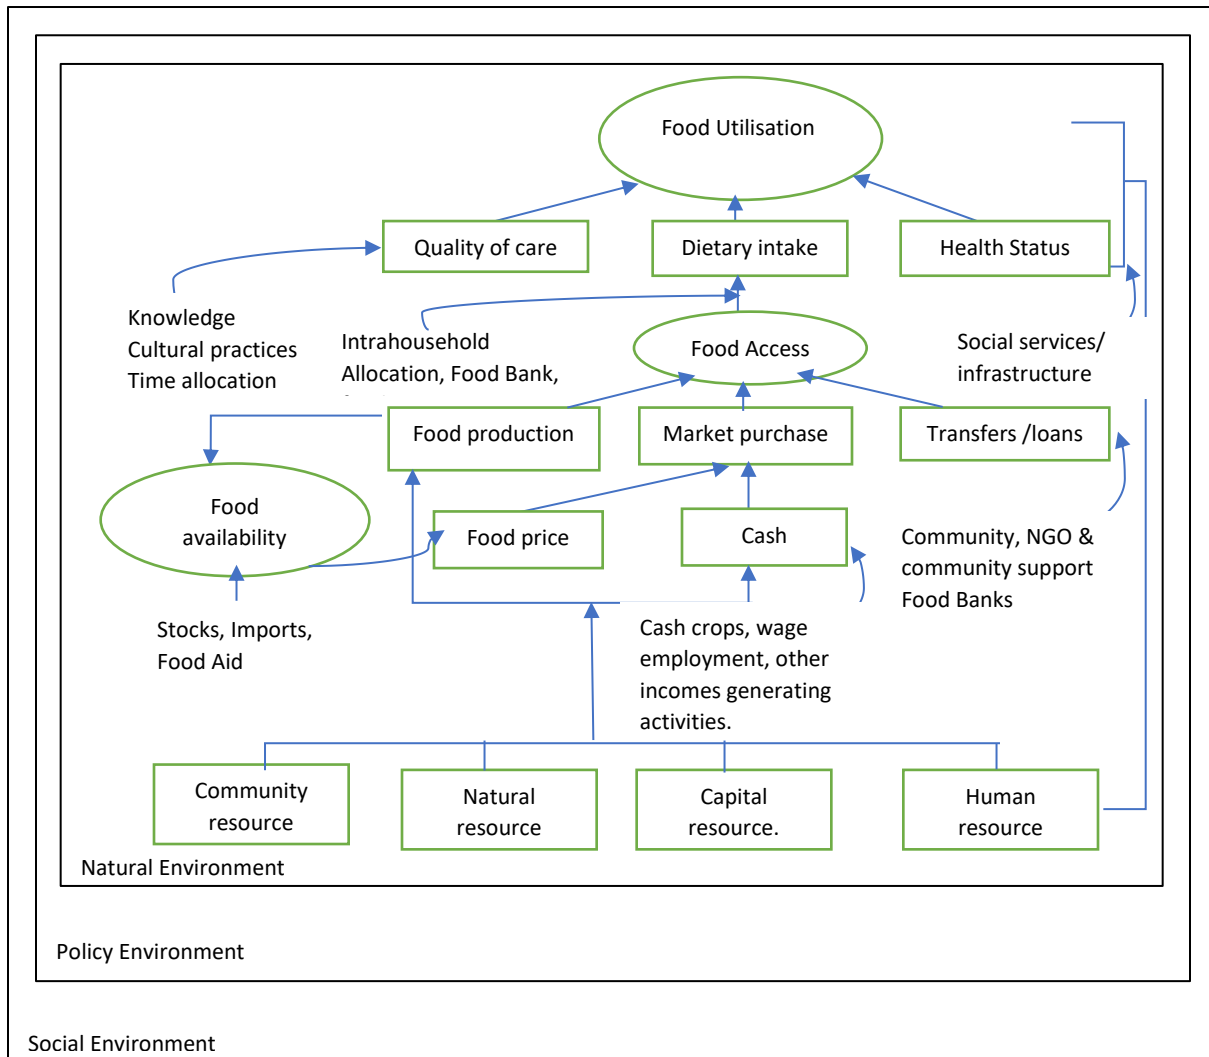 Food Utilisation
Quality of care
Dietary intake
Health Status
Knowledge
Cultural practices
Time allocation
Intrahousehold
Allocation, Food Bank,
Food Access
Social services/
infrastructure
Food production
Market purchase
Transfers /loans
Food
availability
Food price
Cash
Community, NGO &
community support
Food Banks
Stocks, Imports,
Food Aid
Cash crops, wage
employment, other
incomes generating
activities.
Community
resource
Natural
resource
Capital
resource.
Human
resource
Natural Environment
Policy Environment
Social Environment